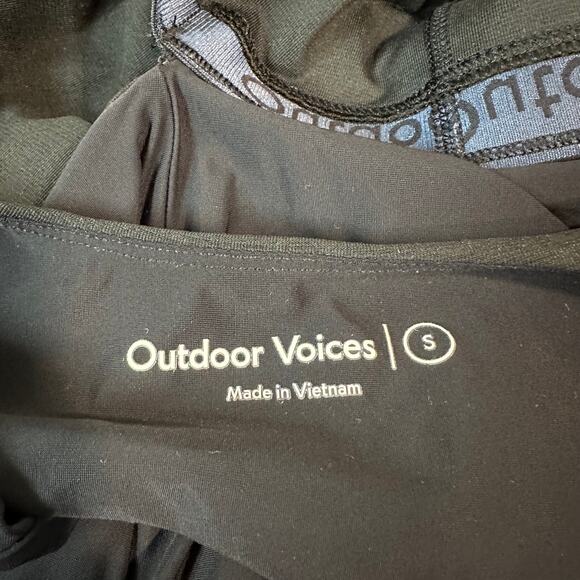 Outdoor Voices | S
Made in Vietnam